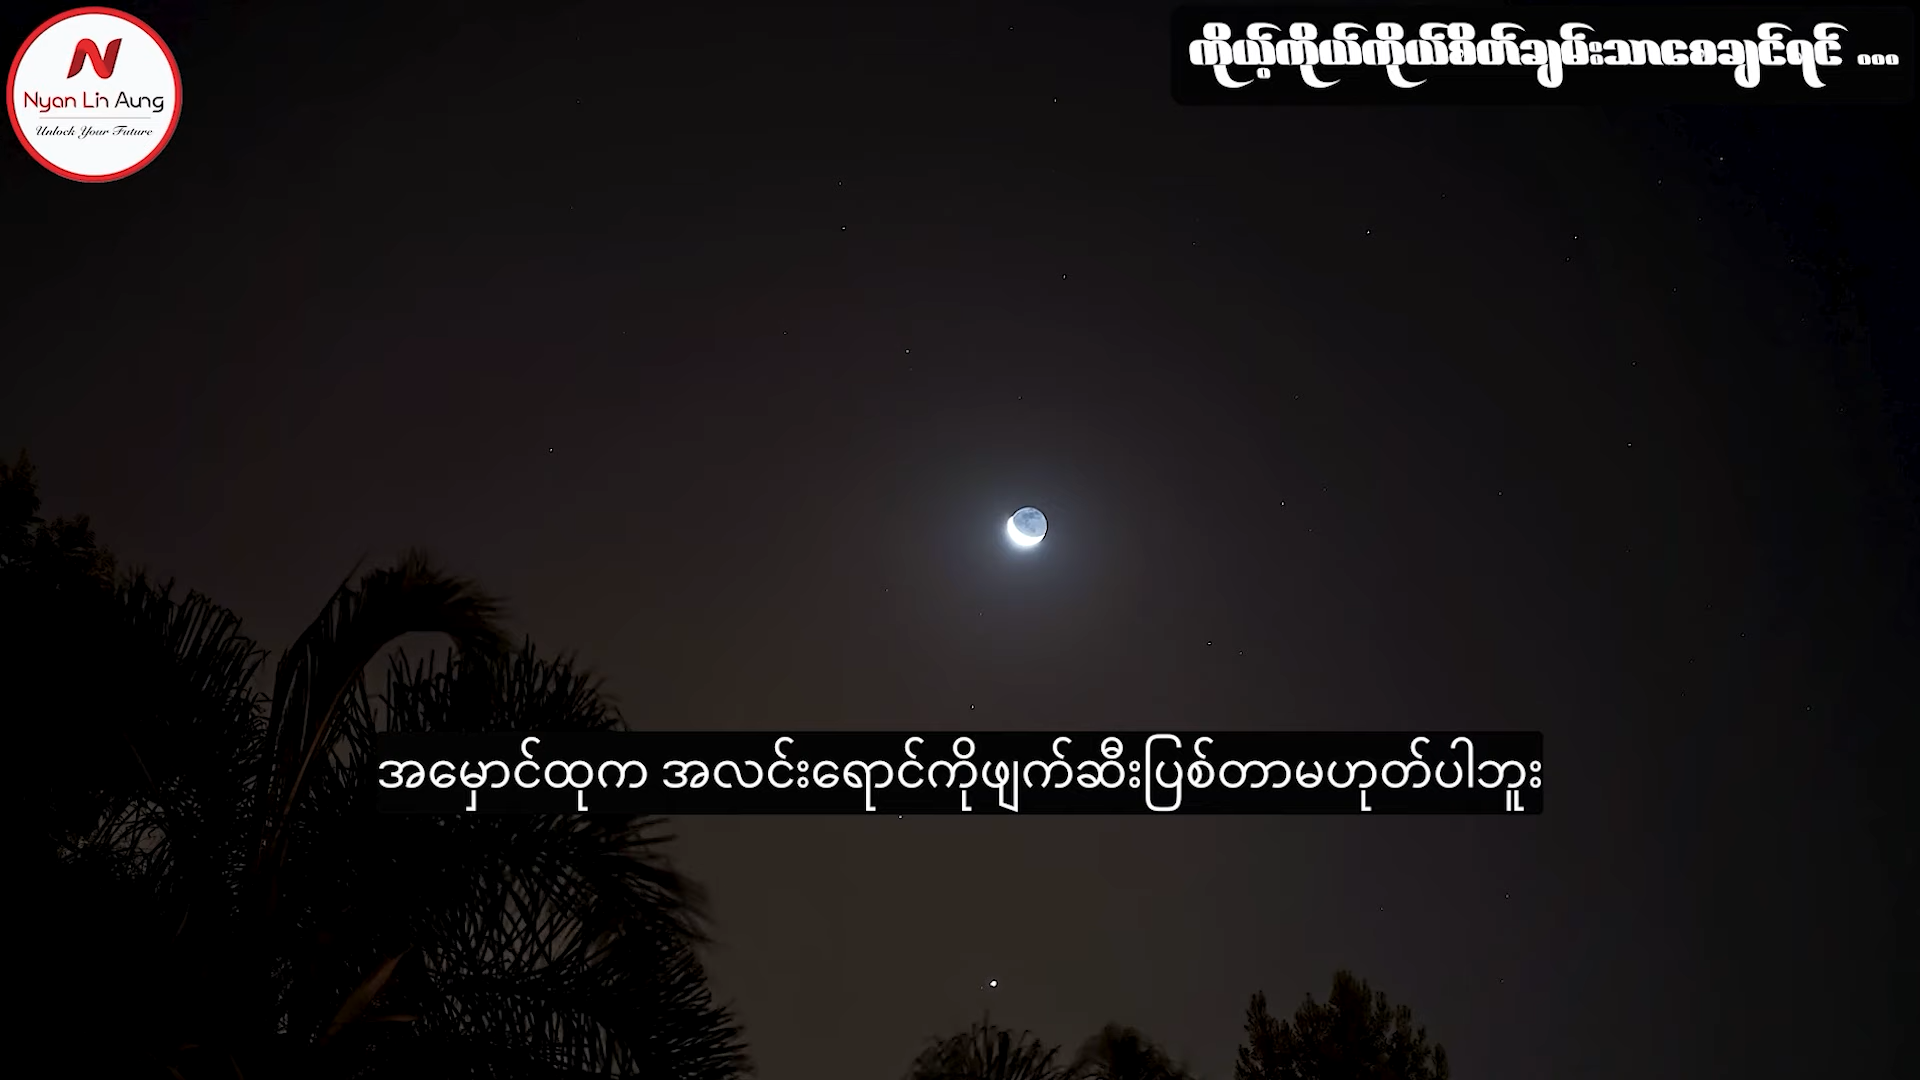 N
Nyan Lin Aung
Unlock Your Future
ကိုယ့်ကိုယ်ကိုယ်စိတ်ချမ်းသာစေချင်ရင် ...
အမှောင်ထုက အလင်းရောင်ကိုဖျက်ဆီးပြစ်တာမဟုတ်ပါဘူး